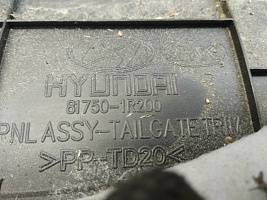 HYUNDAI
81750-1R200
PNL ASSY-TAILGATE TRIM
>PP-TD20<